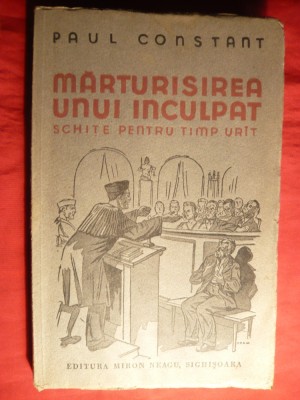 PAUL CONSTANT
MĂRTURISIREA
UNUI INCULPAT
SCHIȚE PENTRU TIMP URÎT
EDITURA MIRON NEAGU, SIGHIȘOARA